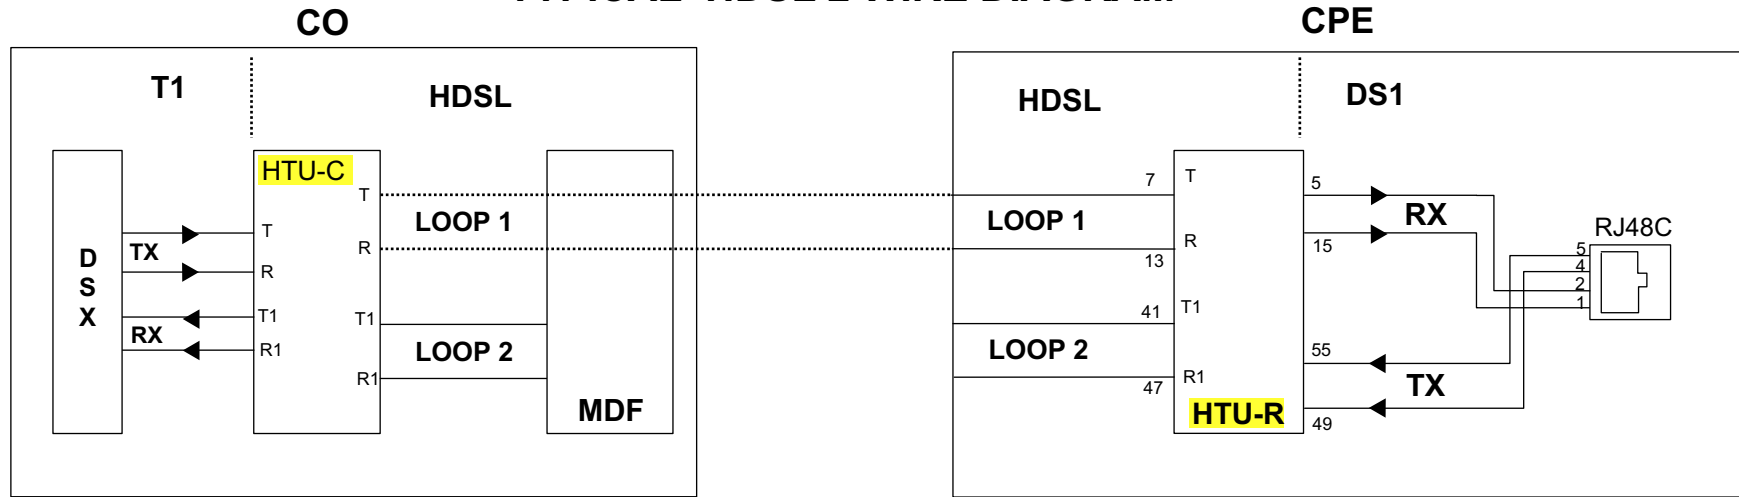 CO
CPE
T1
HDSL
HDSL
DS1
HTU-C
T
R
T1
R1
T
R
T1
R1
D
S
X
TX
RX
LOOP 1
LOOP 2
MDF
LOOP 1
LOOP 2
7
13
41
47
T
R
T1
R1
HTU-R
5
15
55
49
RX
TX
RJ48C
5
4
2
1